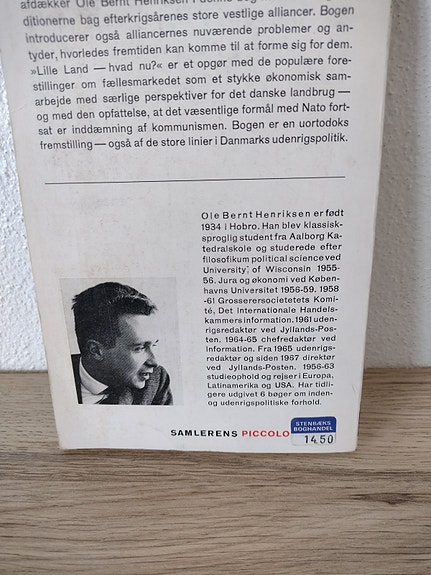 afdækker Ole Bernt Henriksen i denne bog
ditionerne bag efterkrigsårenes store vestlige alliancer. Bogen
introducerer også alliancernes nuværende problemer og an-
tyder, hvorledes fremtiden kan komme til at forme sig for dem.
»Lille Land — hvad nu?« er et opgør med de populære fore-
stillinger om fællesmarkedet som et stykke økonomisk sam-
arbejde med særlige perspektiver for det danske landbrug —
og med den opfattelse, at det væsentlige formål med Nato fort-
sat er inddæmning af kommunismen. Bogen er en uortodoks
fremstilling — også af de store linier i Danmarks udenrigspolitik.
Ole Bernt Henriksen er født
1934 i Hobro. Han blev klassisk-
sproglig student fra Aalborg Ka-
tedralskole og studerede efter
filosofikum political science ved
University, of Wisconsin 1955-
56. Jura og økonomi ved Køben-
havns Universitet 1956-59. 1958
-61 Grosserersocietetets Komi-
té, Det Internationale Handels-
kammers information. 1961 uden-
rigsredaktør ved Jyllands-Pos-
ten. 1964-65 chefredaktør ved
Information. Fra 1965 udenrigs-
redaktør og siden 1967 direktør
ved Jyllands-Posten. 1956-63
studieophold og rejser i Europa,
Latinamerika og USA. Har tidli-
gere udgivet 6 bøger om inden-
og udenrigspolitiske forhold.
SAMLERENS PICCOLO
STENBÆKS
BOGHANDEL
14.50